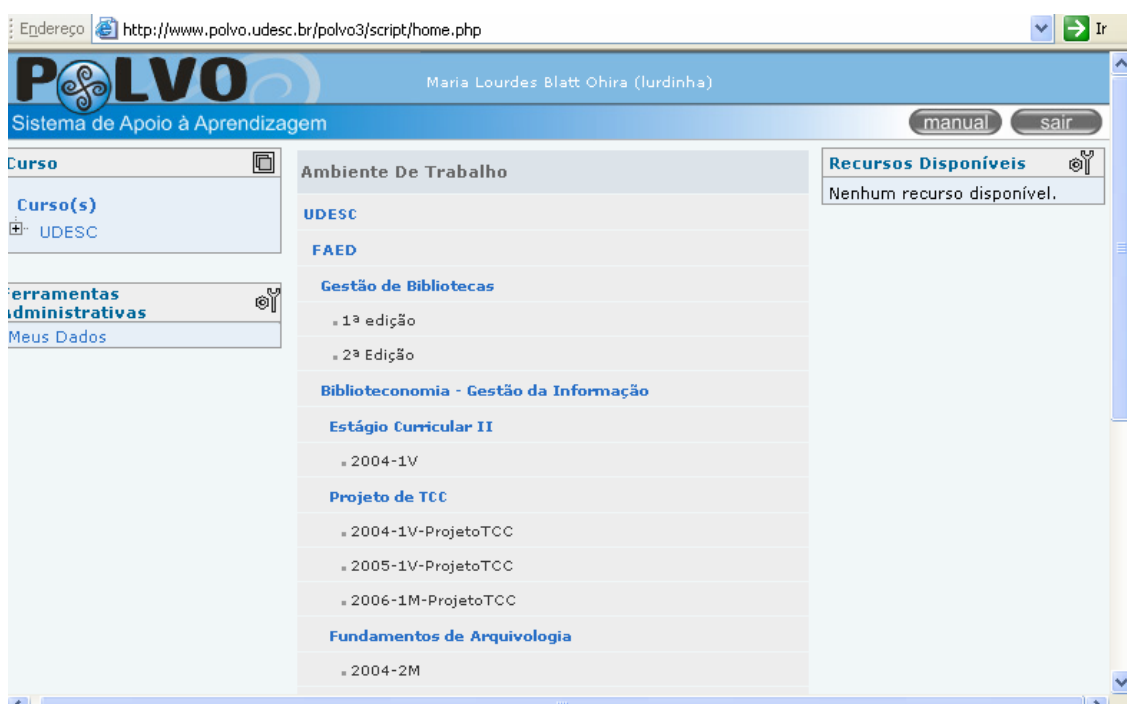 Endereço http://www.polvo.udesc.br/polvo3/script/home.php Ir
POLVO
Maria Lourdes Blatt Ohira (lurdinha)
Sistema de Apoio à Aprendizagem
manual sair
Curso
Curso(s)
UDESC
Ferramentas
Administrativas
Meus Dados
Ambiente De Trabalho
UDESC
FAED
Gestão de Bibliotecas
1ª edição
2ª Edição
Biblioteconomia - Gestão da Informação
Estágio Curricular II
2004-1V
Projeto de TCC
2004-1V-ProjetoTCC
2005-1V-ProjetoTCC
2006-1M-ProjetoTCC
Fundamentos de Arquivologia
2004-2M
Recursos Disponíveis
Nenhum recurso disponível.